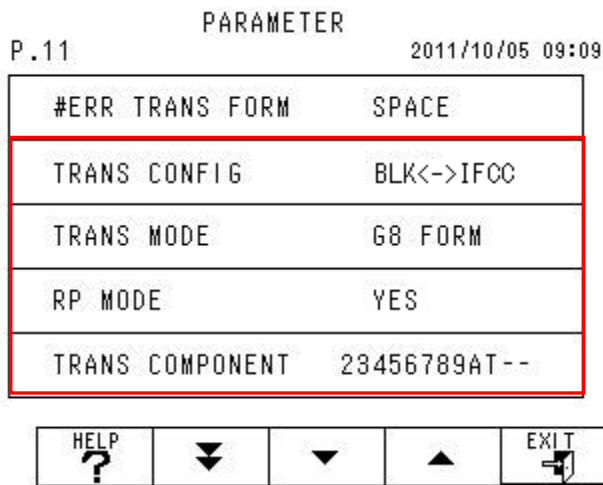 PARAMETER
P.11 2011/10/05 09:09
#ERR TRANS FORM SPACE
TRANS CONFIG BLK<->IFCC
TRANS MODE G8 FORM
RP MODE YES
TRANS COMPONENT 23456789AT--
HELP EXIT
?